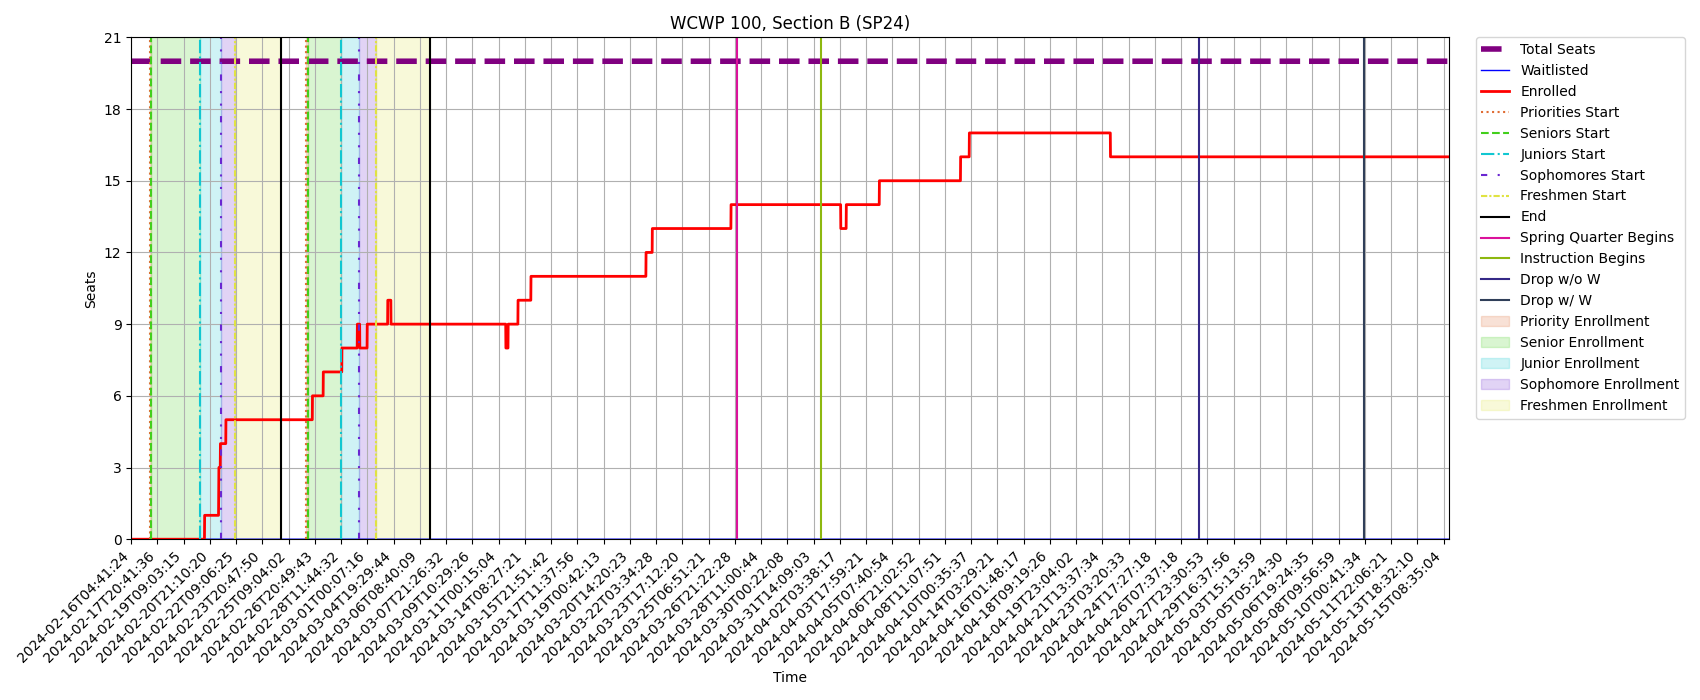 WCWP 100, Section B (SP24)
21
18
15
12
9
6
3
0
Seats
2024-02-16T04:41:24
2024-02-17T20:41:36
2024-02-19T09:03:15
2024-02-20T21:10:20
2024-02-22T09:06:25
2024-02-23T20:47:50
2024-02-25T09:04:02
2024-02-26T20:49:43
2024-02-28T11:44:32
2024-03-01T00:07:16
2024-03-04T19:29:44
2024-03-06T08:40:09
2024-03-07T21:26:32
2024-03-09T10:29:26
2024-03-11T00:15:04
2024-03-14T08:27:21
2024-03-15T21:51:42
2024-03-17T11:37:56
2024-03-19T00:42:13
2024-03-20T14:20:23
2024-03-22T03:34:28
2024-03-23T17:12:20
2024-03-25T06:51:21
2024-03-26T21:22:28
2024-03-28T11:00:44
2024-03-30T00:22:08
2024-03-31T14:09:03
2024-04-02T03:38:17
2024-04-03T17:59:21
2024-04-05T07:40:54
2024-04-06T21:02:52
2024-04-08T11:07:51
2024-04-10T00:35:37
2024-04-14T03:29:21
2024-04-16T01:48:17
2024-04-18T09:19:26
2024-04-19T23:04:02
2024-04-21T13:37:34
2024-04-23T03:20:33
2024-04-24T17:27:18
2024-04-26T07:37:18
2024-04-27T23:30:53
2024-04-29T16:37:56
2024-05-03T15:13:59
2024-05-05T05:24:30
2024-05-06T19:24:35
2024-05-08T09:56:59
2024-05-10T00:41:34
2024-05-11T22:06:21
2024-05-13T18:32:10
2024-05-15T08:35:04
Time
Total Seats
Waitlisted
Enrolled
Priorities Start
Seniors Start
Juniors Start
Sophomores Start
Freshmen Start
End
Spring Quarter Begins
Instruction Begins
Drop w/o W
Drop w/ W
Priority Enrollment
Senior Enrollment
Junior Enrollment
Sophomore Enrollment
Freshmen Enrollment